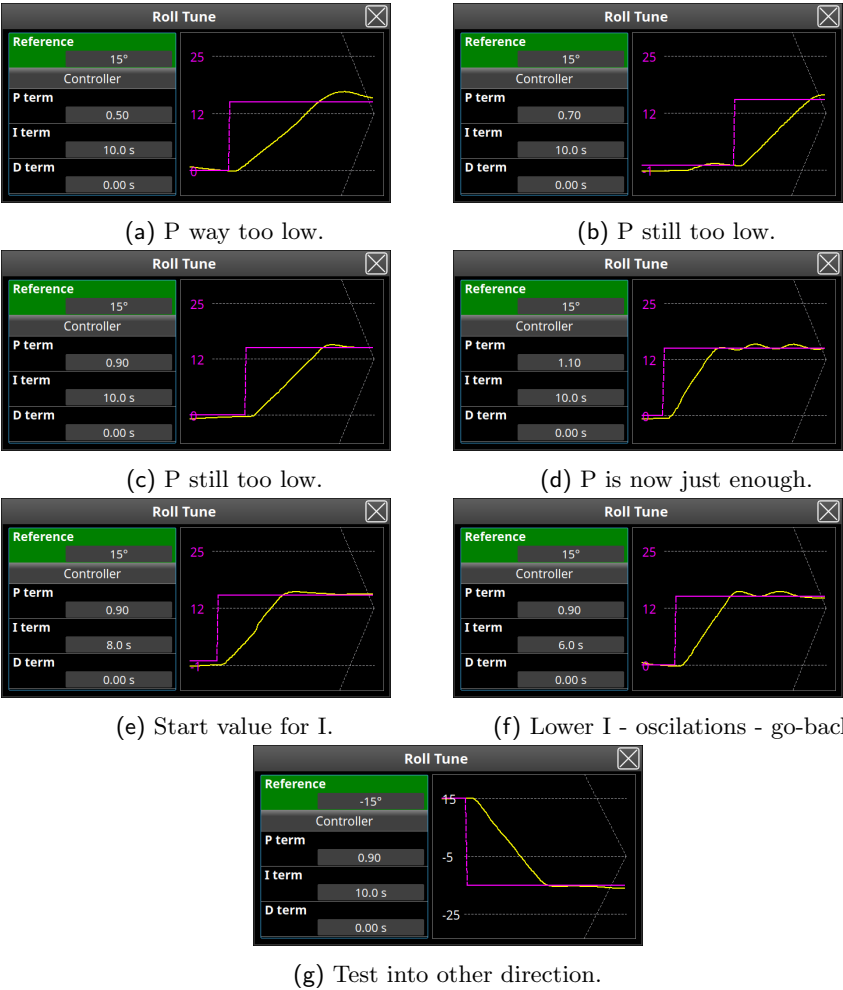 Roll Tune
Reference
15°
Controller
P term
0.50
I term
10.0 s
D term
0.00 s
25
12
0
(a) P way too low.
Roll Tune
Reference
15°
Controller
P term
0.70
I term
10.0 s
D term
0.00 s
25
12
-1
(b) P still too low.
Roll Tune
Reference
15°
Controller
P term
0.90
I term
10.0 s
D term
0.00 s
25
12
0
(c) P still too low.
Roll Tune
Reference
15°
Controller
P term
1.10
I term
10.0 s
D term
0.00 s
25
12
0
(d) P is now just enough.
Roll Tune
Reference
15°
Controller
P term
0.90
I term
8.0 s
D term
0.00 s
25
12
-1
(e) Start value for I.
Roll Tune
Reference
15°
Controller
P term
0.90
I term
6.0 s
D term
0.00 s
25
12
0
(f) Lower I - oscilations - go-back
Roll Tune
Reference
-15°
Controller
P term
0.90
I term
10.0 s
D term
0.00 s
15
-5
-25
(g) Test into other direction.